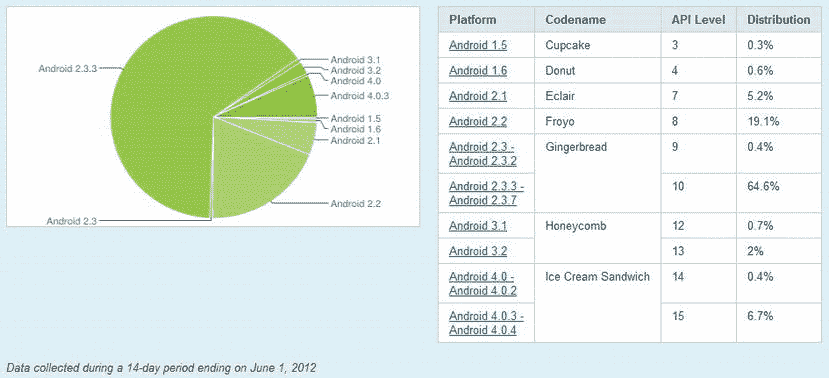 Android 2.3.3
Android 3.1
Android 3.2
Android 4.0
Android 4.0.3
Android 1.5
Android 1.6
Android 2.1
Android 2.2
Android 2.3
Platform Codename API Level Distribution
Android 1.5 Cupcake 3 0.3%
Android 1.6 Donut 4 0.6%
Android 2.1 Eclair 7 5.2%
Android 2.2 Froyo 8 19.1%
Android 2.3 - Gingerbread 9 0.4%
Android 2.3.2
Android 2.3.3 - 10 64.6%
Android 2.3.7
Android 3.1 Honeycomb 12 0.7%
Android 3.2 13 2%
Android 4.0 - Ice Cream Sandwich 14 0.4%
Android 4.0.2
Android 4.0.3 - 15 6.7%
Android 4.0.4
Data collected during a 14-day period ending on June 1, 2012